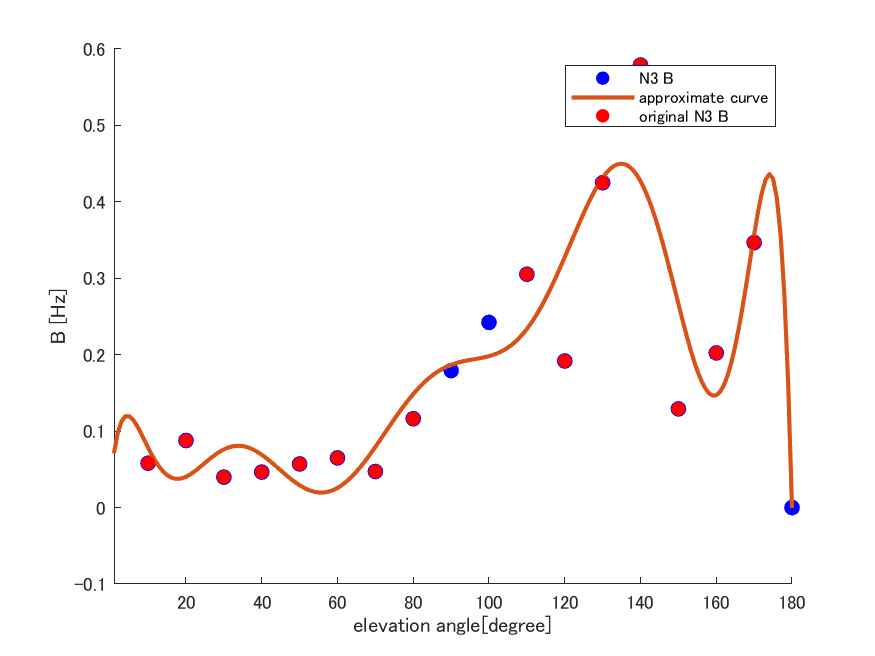 0.6
0.5
0.4
0.3
0.2
0.1
0
-0.1
B [Hz]
N3 B
approximate curve
original N3 B
20 40 60 80 100 120 140 160 180
elevation angle[degree]